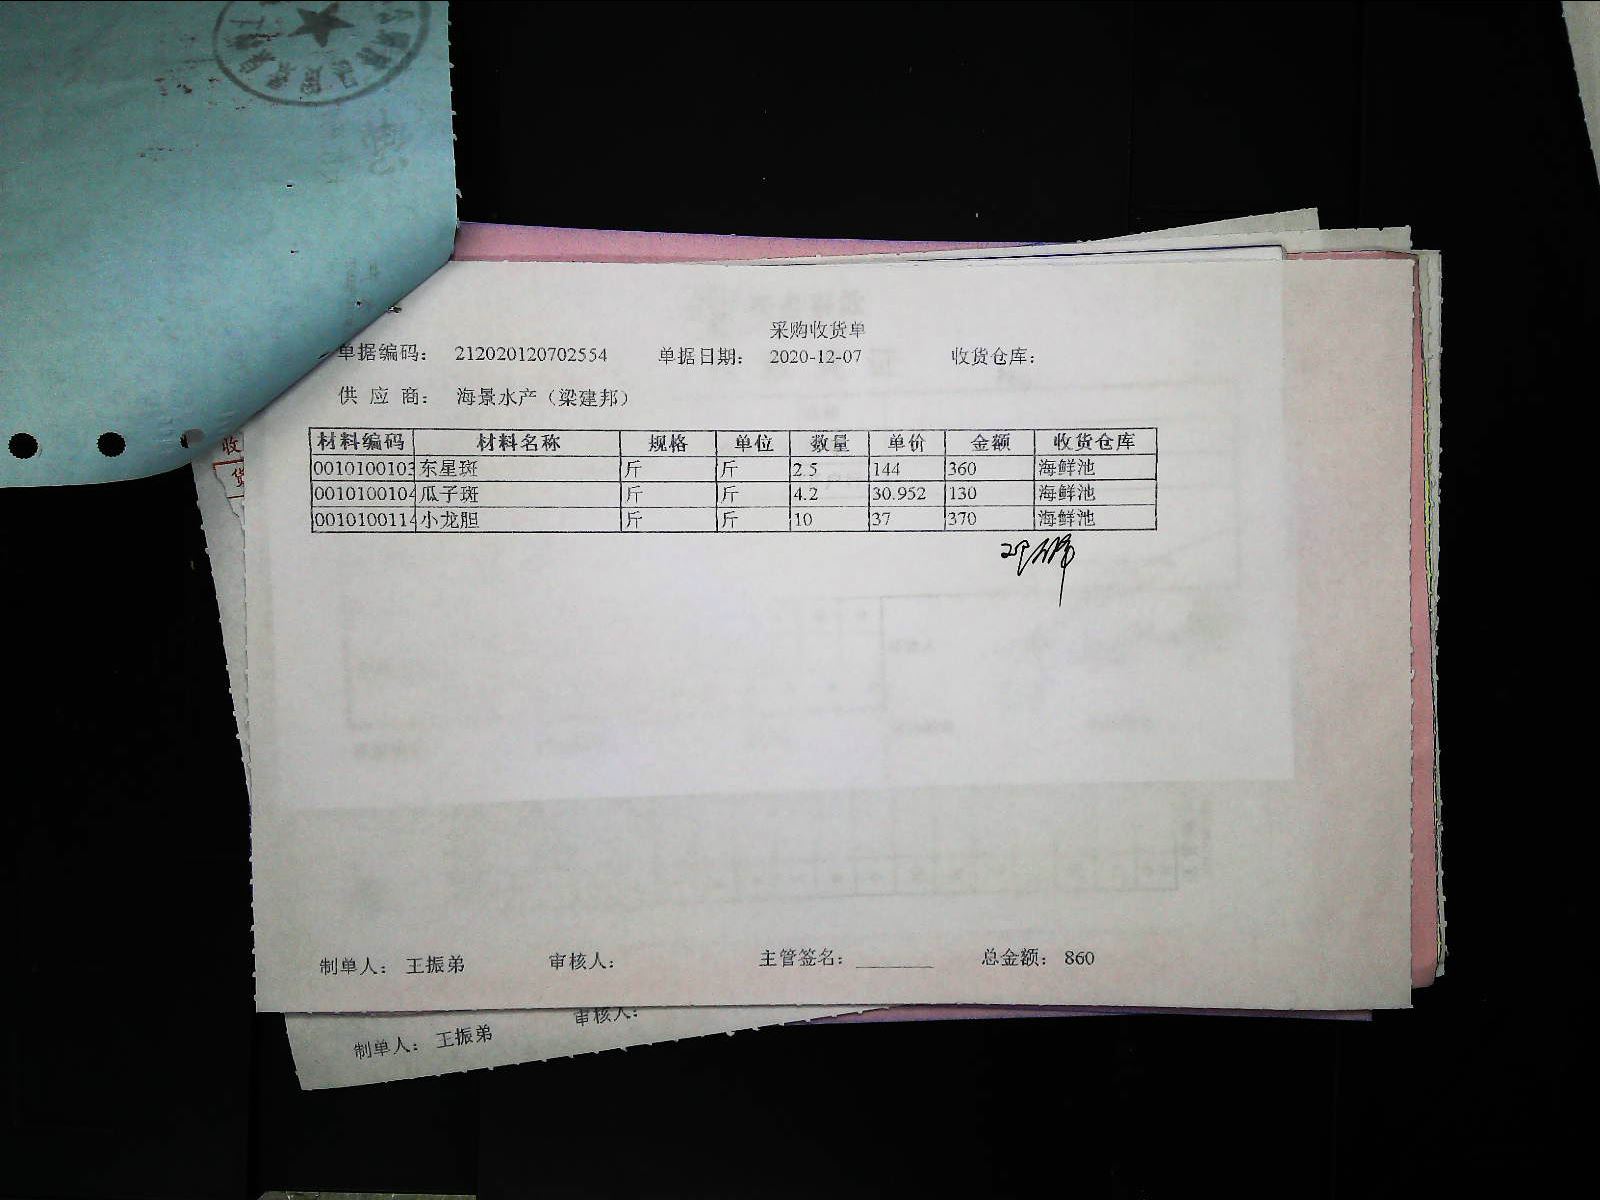 采购收货单
单据编码： 212020120702554 单据日期： 2020-12-07 收货仓库：
供 应 商： 海景水产（梁建邦）
材料编码 材料名称 规格 单位 数量 单价 金额 收货仓库
0010100103 东星斑 斤 斤 2.5 144 360 海鲜池
0010100104 瓜子斑 斤 斤 4.2 30.952 130 海鲜池
0010100114 小龙胆 斤 斤 10 37 370 海鲜池
收
货
制单人： 王振弟 审核人： 主管签名： 总金额： 860
制单人： 王振弟 审核人：